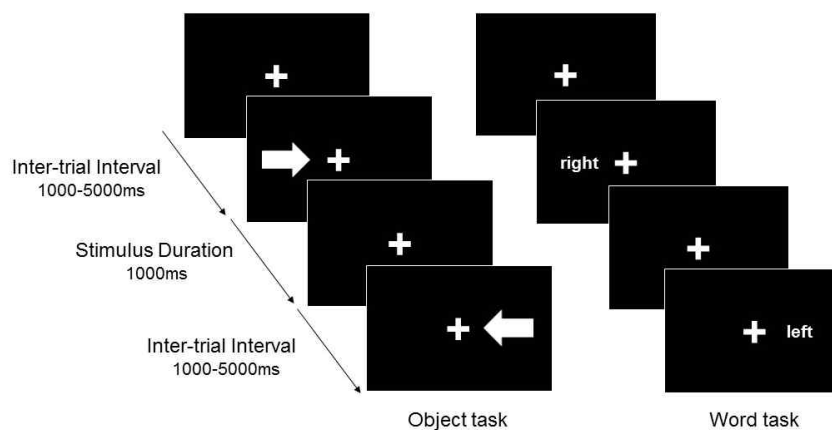 Inter-trial Interval
1000-5000ms
right
Stimulus Duration
1000ms
Inter-trial Interval
1000-5000ms
left
Object task
Word task